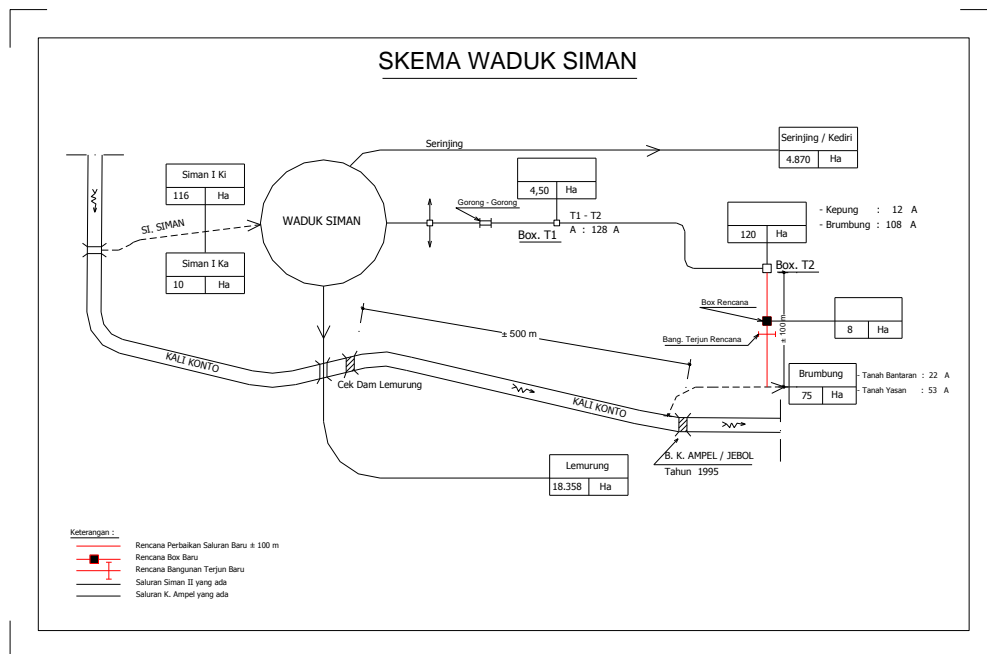 SKEMA WADUK SIMAN
Serinjing
Serinjing / Kediri
4.870 Ha
Siman I Ki
116 Ha
SI. SIMAN
Siman I Ka
10 Ha
WADUK SIMAN
Gorong - Gorong
4,50 Ha
Box. T1
T1 - T2
A : 128 A
120 Ha
- Kepung : 12 A
- Brumbung : 108 A
Box. T2
Box Rencana
Bang. Terjun Rencana
± 100 m
8 Ha
± 500 m
KALI KONTO
Cek Dam Lemurung
KALI KONTO
Brumbung
75 Ha
- Tanah Bantaran : 22 A
- Tanah Yasan : 53 A
B. K. AMPEL / JEBOL
Tahun 1995
Lemurung
18.358 Ha
Keterangan :
Rencana Perbaikan Saluran Baru ± 100 m
Rencana Box Baru
Rencana Bangunan Terjun Baru
Saluran Siman II yang ada
Saluran K. Ampel yang ada